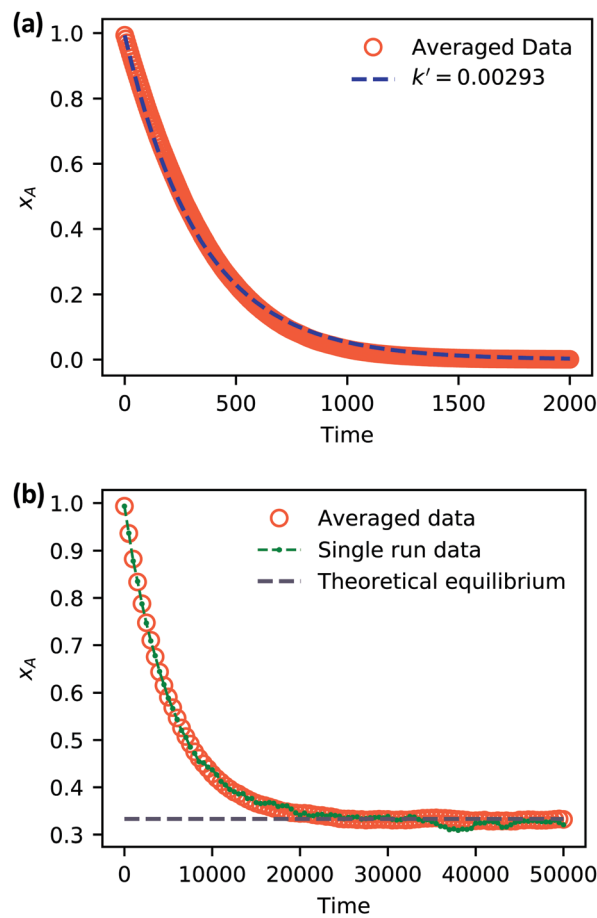 (a)
1.0
0.8
0.6
0.4
0.2
0.0
x_A
Averaged Data
k′ = 0.00293
0 500 1000 1500 2000
Time
(b)
1.0
0.9
0.8
0.7
0.6
0.5
0.4
0.3
x_A
Averaged data
Single run data
Theoretical equilibrium
0 10000 20000 30000 40000 50000
Time